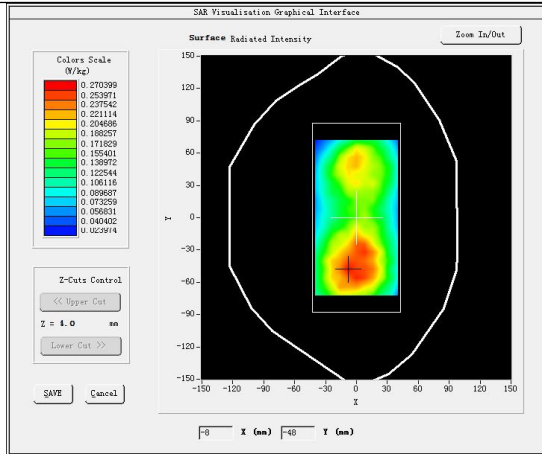 SAR Visualisation Graphical Interface
Surface Radiated Intensity
Zoom In/Out
Colors Scale
(W/kg)
0.270399
0.253971
0.237542
0.221114
0.204686
0.188257
0.171829
0.155401
0.138972
0.122544
0.106116
0.089687
0.073259
0.056831
0.040402
0.023974
Z-Cuts Control
<< Upper Cut
Z = 4.0 mm
Lower Cut >>
SAVE Cancel
150
120
90
60
30
0
-30
-60
-90
-120
-150
Y
-150 -120 -90 -60 -30 0 30 60 90 120 150
X
-8 X (mm) -48 Y (mm)